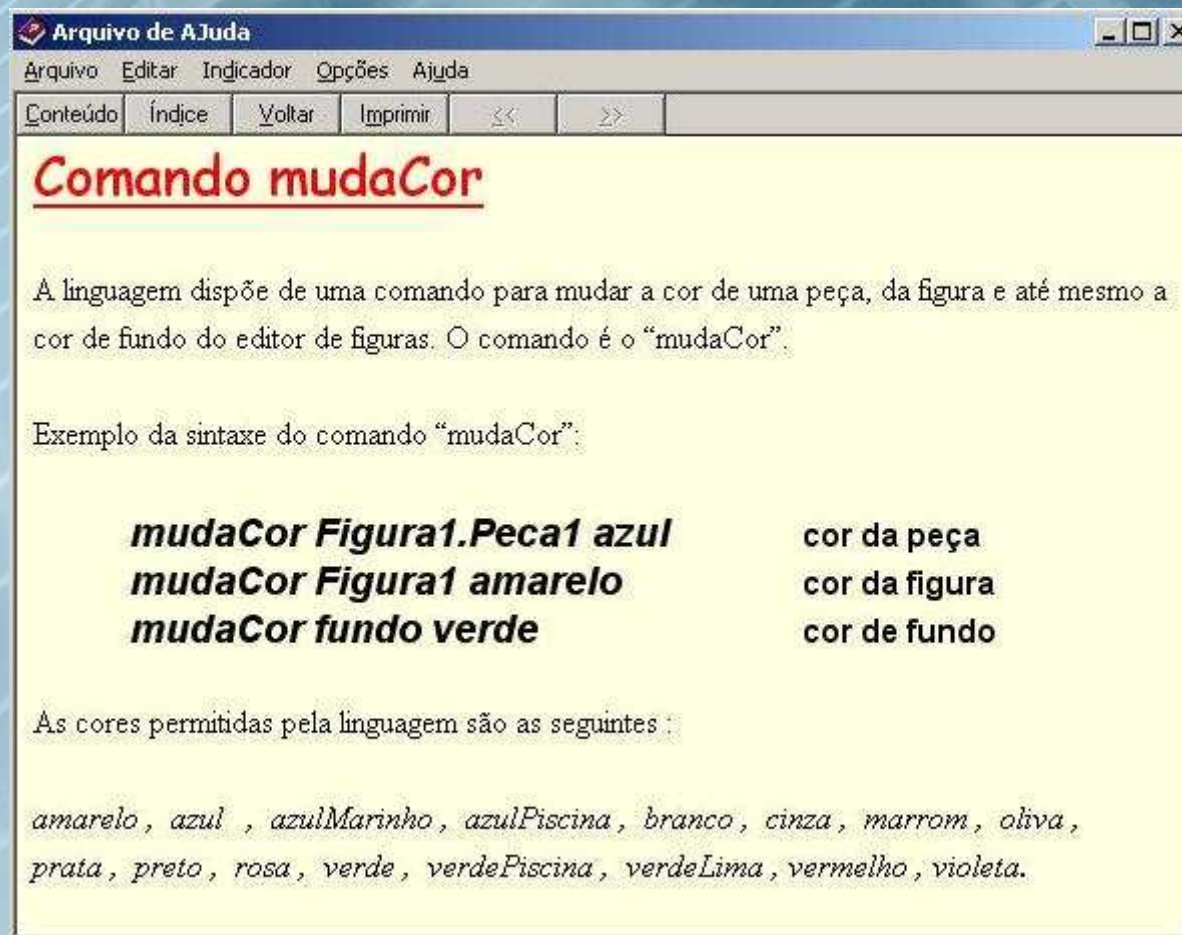 Arquivo de AJuda
Arquivo Editar Indicador Opções Ajuda
Conteúdo Índice Voltar Imprimir << >>
Comando mudaCor
A linguagem dispõe de uma comando para mudar a cor de uma peça, da figura e até mesmo a
cor de fundo do editor de figuras. O comando é o “mudaCor”.
Exemplo da sintaxe do comando “mudaCor”:
mudaCor Figura1.Peca1 azul cor da peça
mudaCor Figura1 amarelo cor da figura
mudaCor fundo verde cor de fundo
As cores permitidas pela linguagem são as seguintes :
amarelo , azul , azulMarinho , azulPiscina , branco , cinza , marrom , oliva ,
prata , preto , rosa , verde , verdePiscina , verdeLima , vermelho , violeta.